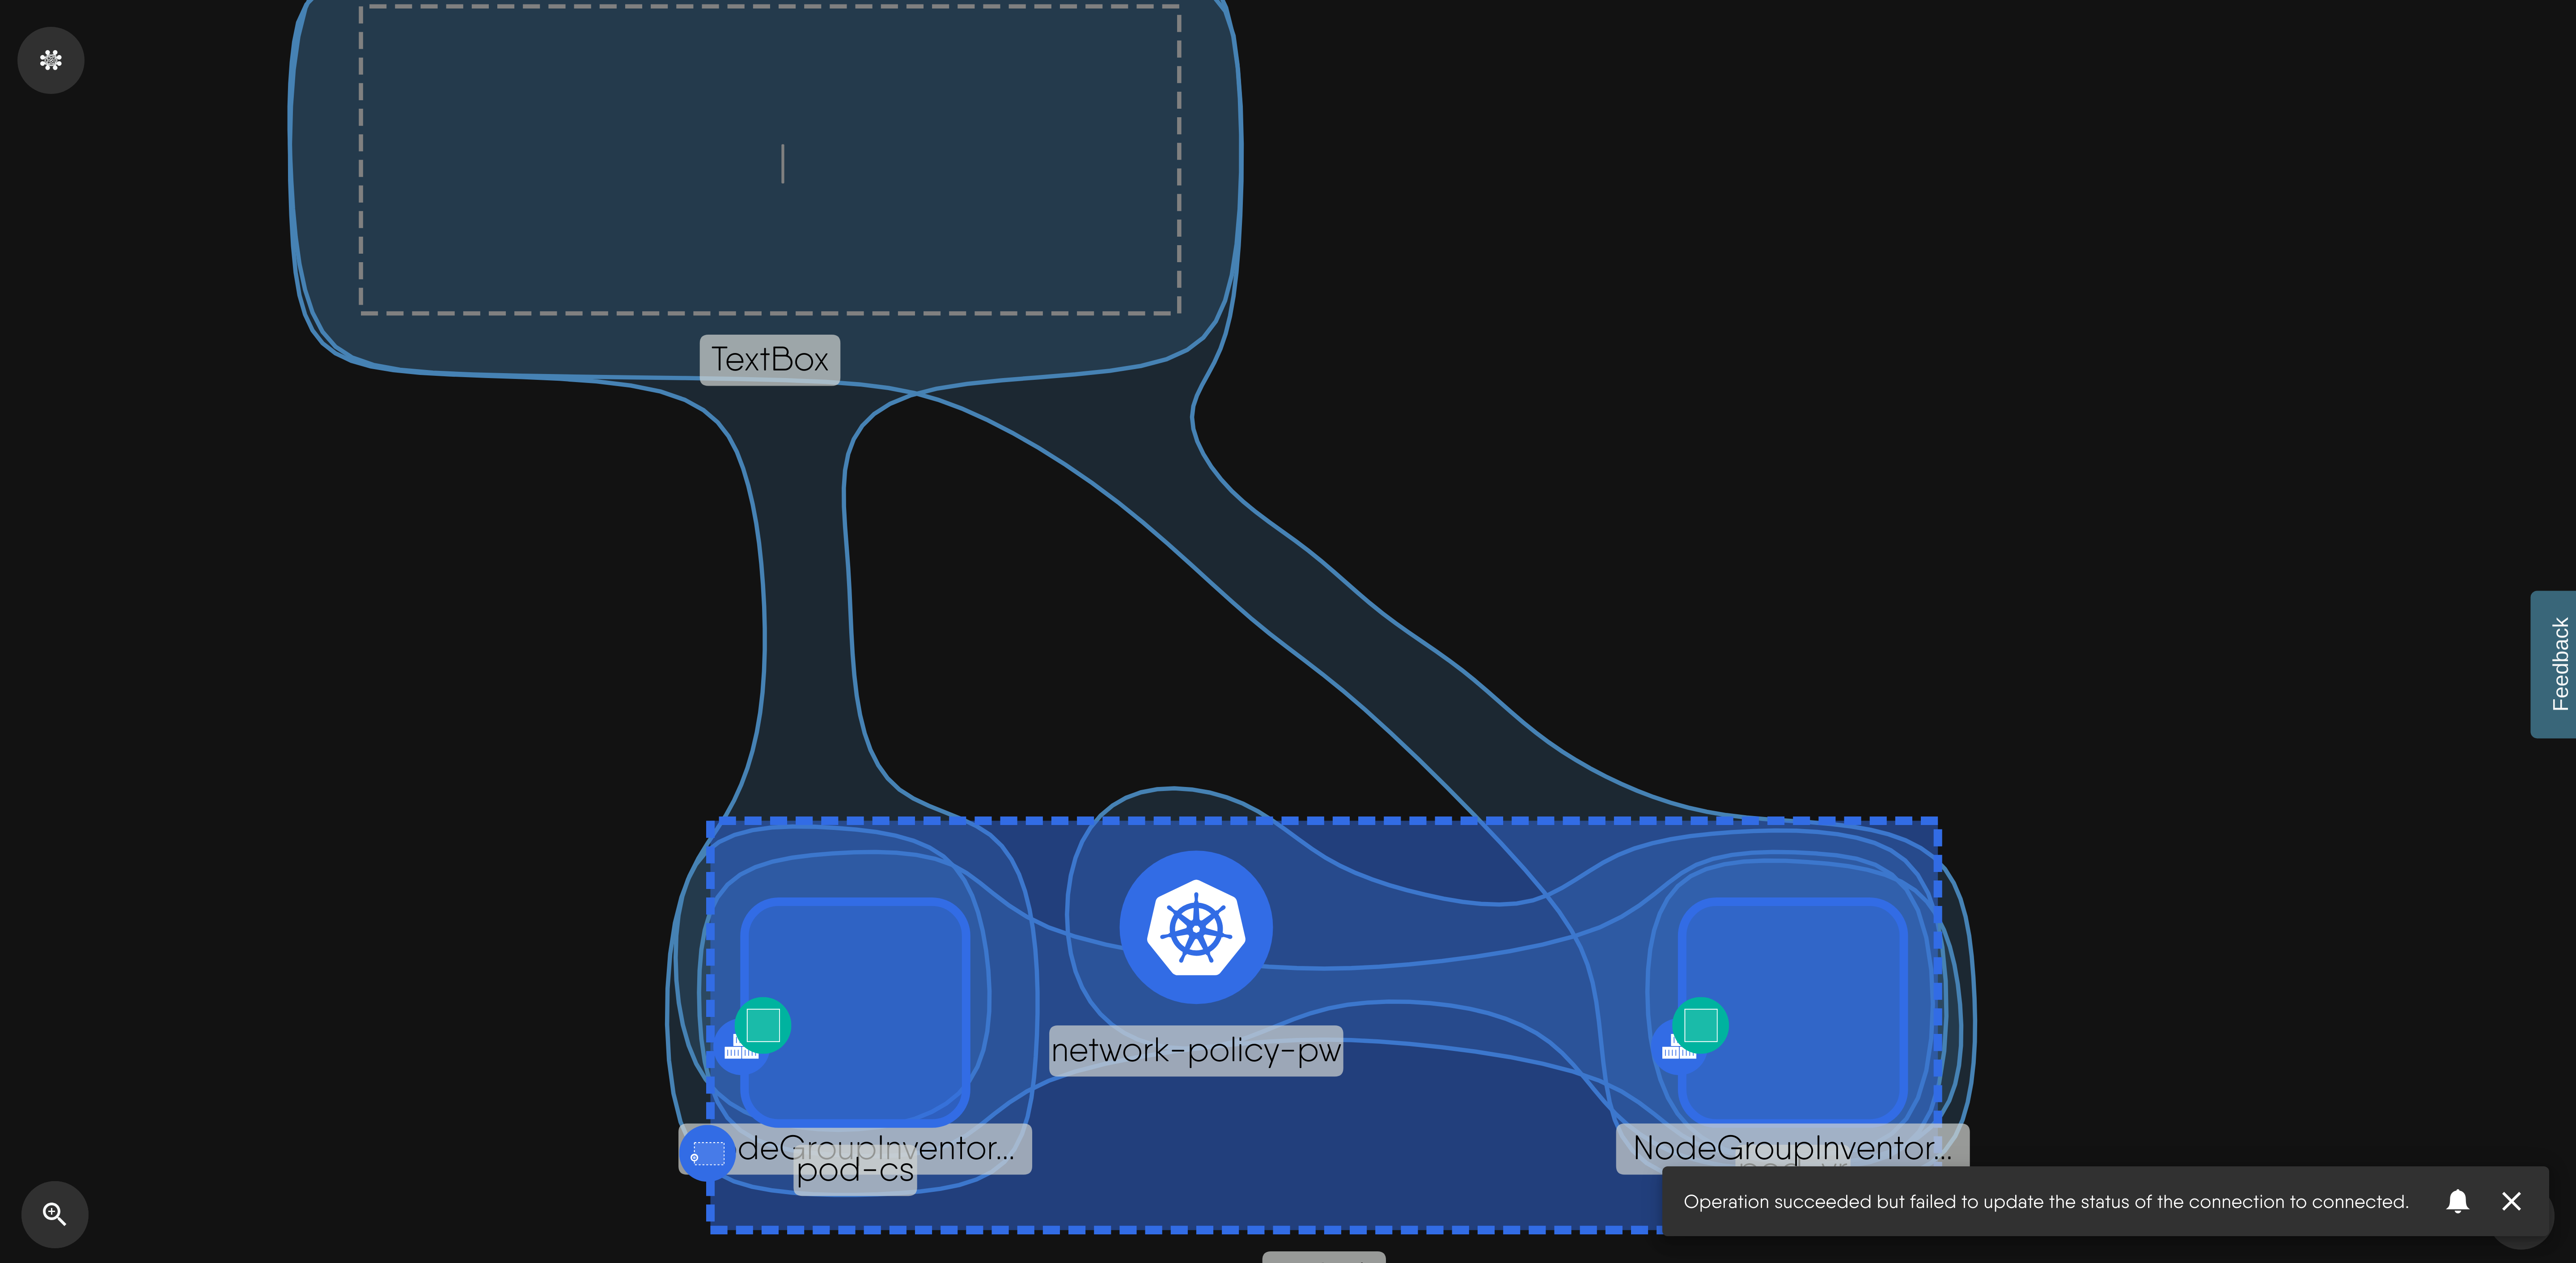 TextBox
Feedback
network-policy-pw
deGroupInventor...
NodeGroupInventor...
pod-cs
Operation succeeded but failed to update the status of the connection to connected.